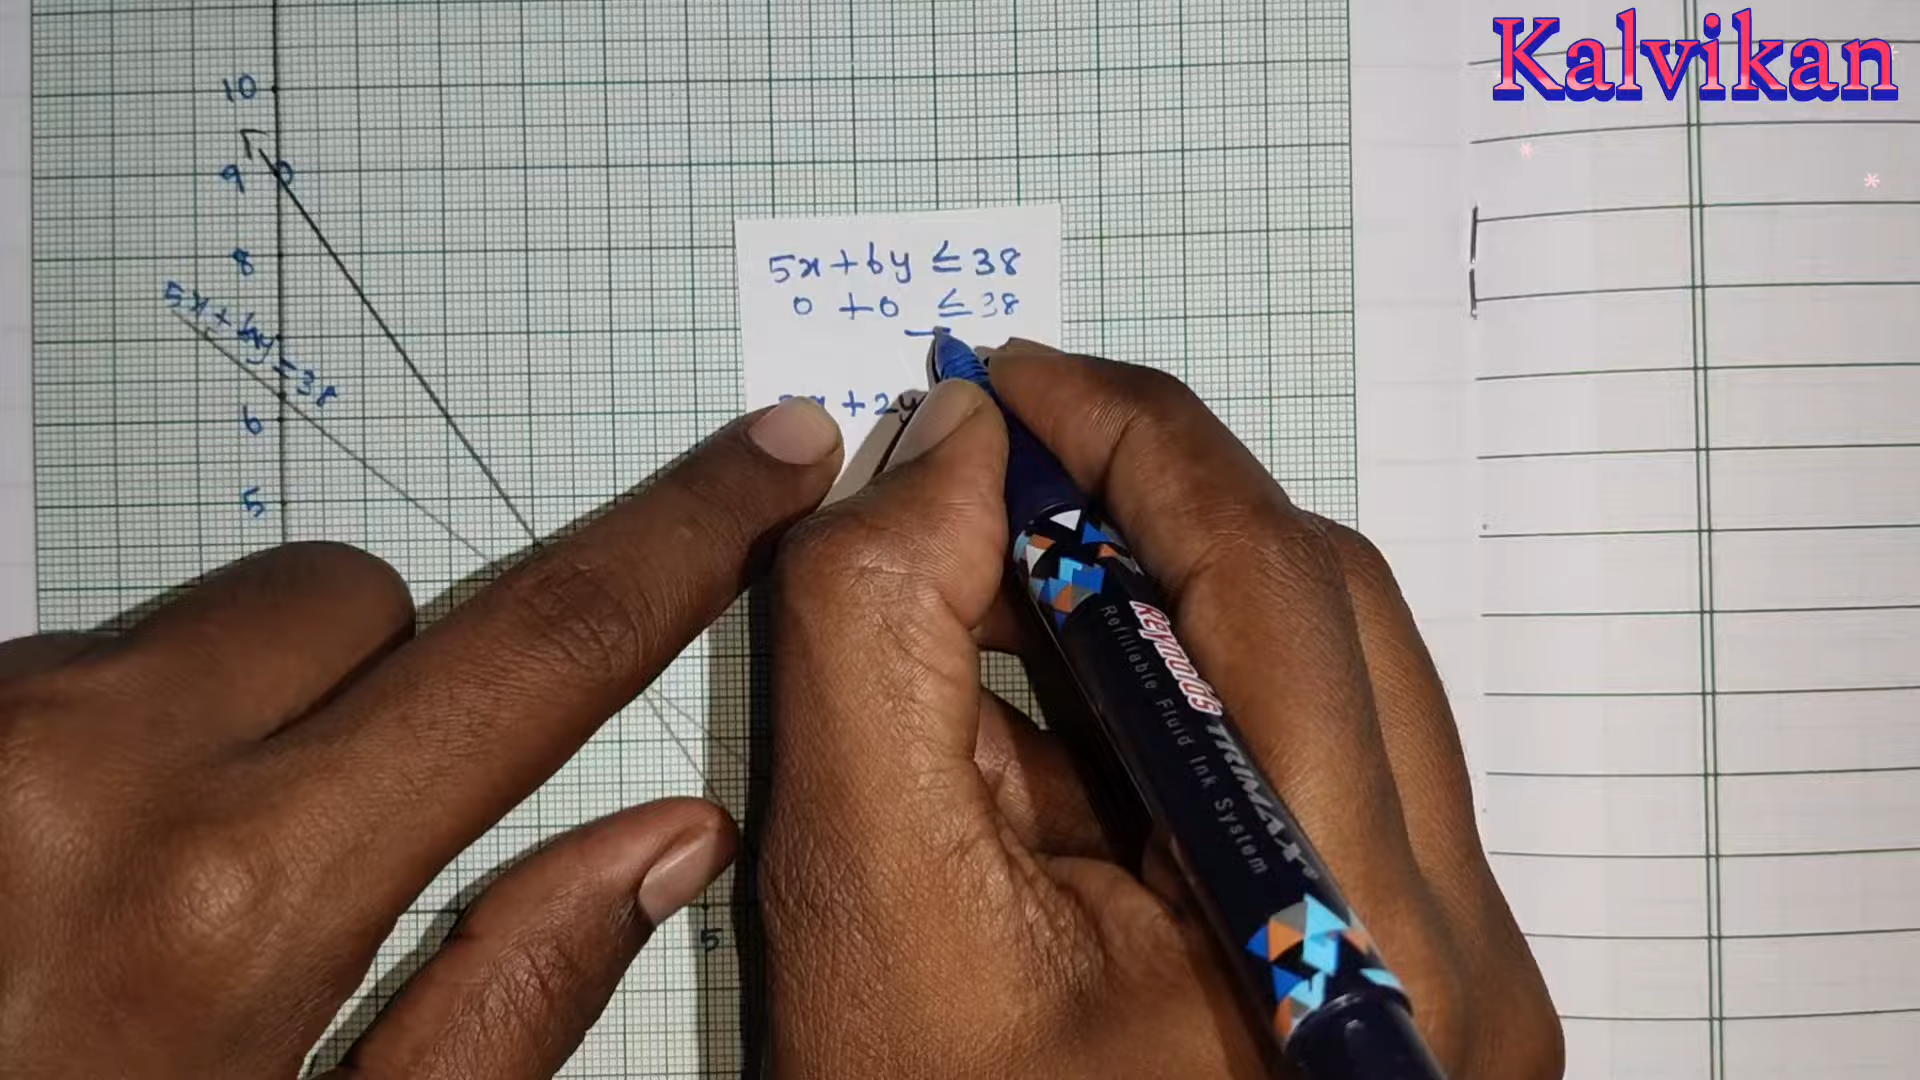 Kalvikan
10
9
8
5x+6y=38
6
5
5x+6y ≤38
0 +0 ≤38
+2y
Reynolds TRIMAX
Refillable Fluid Ink System
5